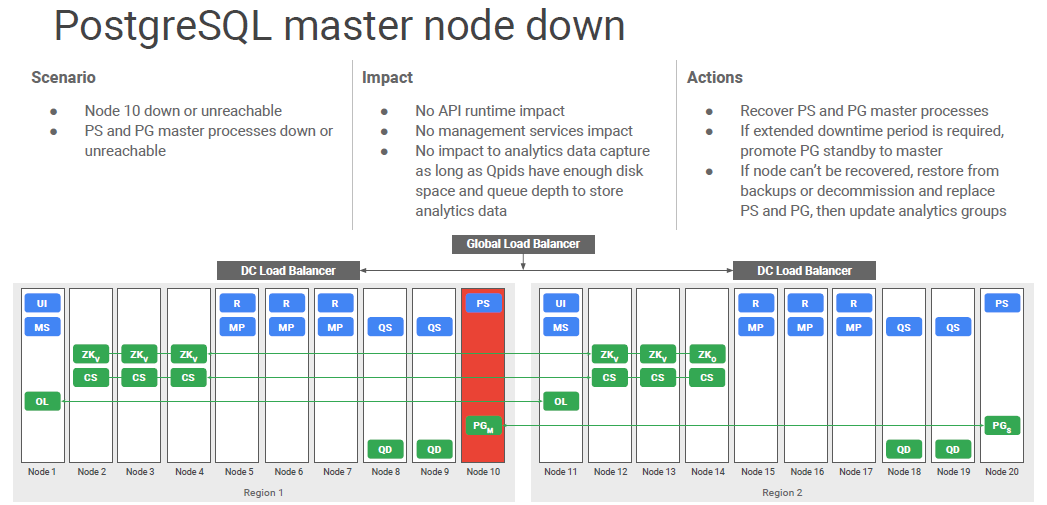 PostgreSQL master node down
Scenario
● Node 10 down or unreachable
● PS and PG master processes down or
unreachable
Impact
● No API runtime impact
● No management services impact
● No impact to analytics data capture
as long as Qpids have enough disk
space and queue depth to store
analytics data
Actions
● Recover PS and PG master processes
● If extended downtime period is required,
promote PG standby to master
● If node can’t be recovered, restore from
backups or decommission and replace
PS and PG, then update analytics groups
Global Load Balancer
DC Load Balancer DC Load Balancer
UI R R R PS UI R R R PS
MS MP MP MP QS QS MS MP MP MP QS QS
ZKV ZKV ZKV ZKV ZKV ZKO
CS CS CS CS CS CS
OL OL
PGM PGS
QD QD QD QD
Node 1 Node 2 Node 3 Node 4 Node 5 Node 6 Node 7 Node 8 Node 9 Node 10 Node 11 Node 12 Node 13 Node 14 Node 15 Node 16 Node 17 Node 18 Node 19 Node 20
Region 1 Region 2